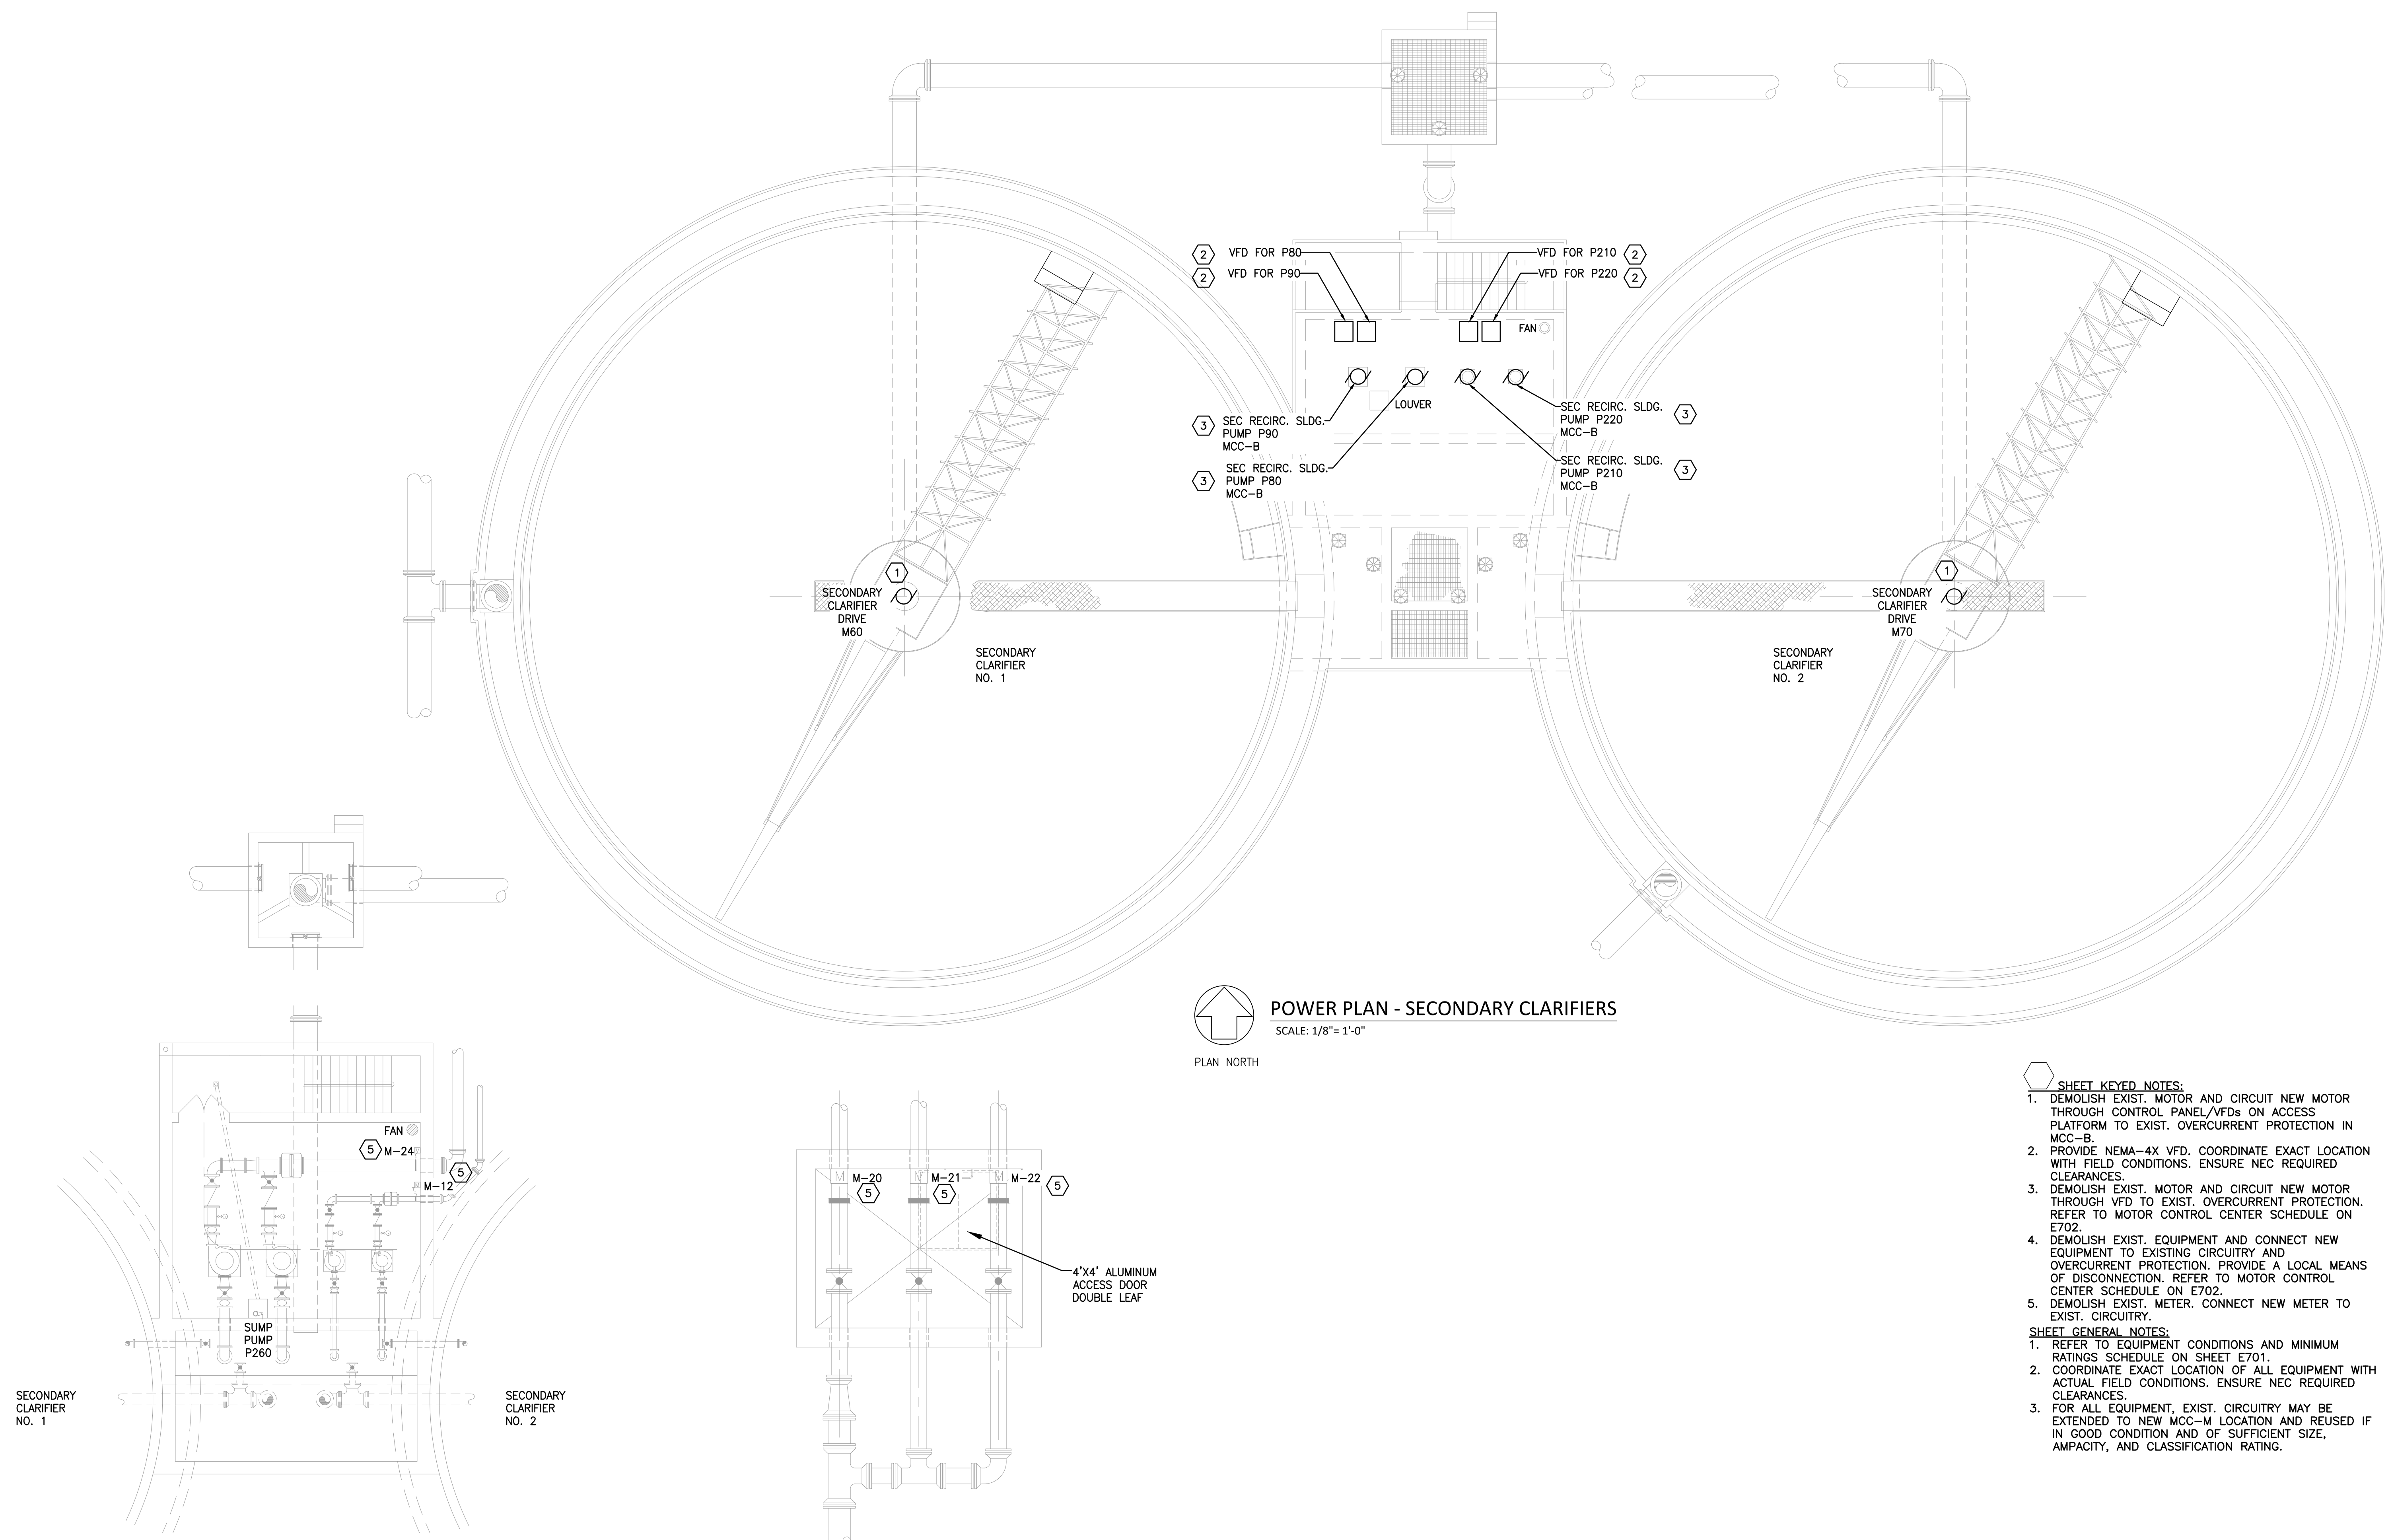 2 VFD FOR P80
2 VFD FOR P90
VFD FOR P210 2
VFD FOR P220 2
FAN
LOUVER
3 SEC RECIRC. SLDG.
PUMP P90
MCC-B
3 SEC RECIRC. SLDG.
PUMP P80
MCC-B
SEC RECIRC. SLDG.
PUMP P220 3
MCC-B
SEC RECIRC. SLDG.
PUMP P210 3
MCC-B
1
SECONDARY
CLARIFIER
DRIVE
M60
SECONDARY
CLARIFIER
NO. 1
1
SECONDARY
CLARIFIER
DRIVE
M70
SECONDARY
CLARIFIER
NO. 2
POWER PLAN - SECONDARY CLARIFIERS
SCALE: 1/8"= 1'-0"
PLAN NORTH
FAN
5 M-24
5
M-12
SUMP
PUMP
P260
SECONDARY
CLARIFIER
NO. 1
SECONDARY
CLARIFIER
NO. 2
M M-20
5
M M-21
5
M M-22 5
4'X4' ALUMINUM
ACCESS DOOR
DOUBLE LEAF
SHEET KEYED NOTES:
1. DEMOLISH EXIST. MOTOR AND CIRCUIT NEW MOTOR
THROUGH CONTROL PANEL/VFDs ON ACCESS
PLATFORM TO EXIST. OVERCURRENT PROTECTION IN
MCC-B.
2. PROVIDE NEMA-4X VFD. COORDINATE EXACT LOCATION
WITH FIELD CONDITIONS. ENSURE NEC REQUIRED
CLEARANCES.
3. DEMOLISH EXIST. MOTOR AND CIRCUIT NEW MOTOR
THROUGH VFD TO EXIST. OVERCURRENT PROTECTION.
REFER TO MOTOR CONTROL CENTER SCHEDULE ON
E702.
4. DEMOLISH EXIST. EQUIPMENT AND CONNECT NEW
EQUIPMENT TO EXISTING CIRCUITRY AND
OVERCURRENT PROTECTION. PROVIDE A LOCAL MEANS
OF DISCONNECTION. REFER TO MOTOR CONTROL
CENTER SCHEDULE ON E702.
5. DEMOLISH EXIST. METER. CONNECT NEW METER TO
EXIST. CIRCUITRY.
SHEET GENERAL NOTES:
1. REFER TO EQUIPMENT CONDITIONS AND MINIMUM
RATINGS SCHEDULE ON SHEET E701.
2. COORDINATE EXACT LOCATION OF ALL EQUIPMENT WITH
ACTUAL FIELD CONDITIONS. ENSURE NEC REQUIRED
CLEARANCES.
3. FOR ALL EQUIPMENT, EXIST. CIRCUITRY MAY BE
EXTENDED TO NEW MCC-M LOCATION AND REUSED IF
IN GOOD CONDITION AND OF SUFFICIENT SIZE,
AMPACITY, AND CLASSIFICATION RATING.